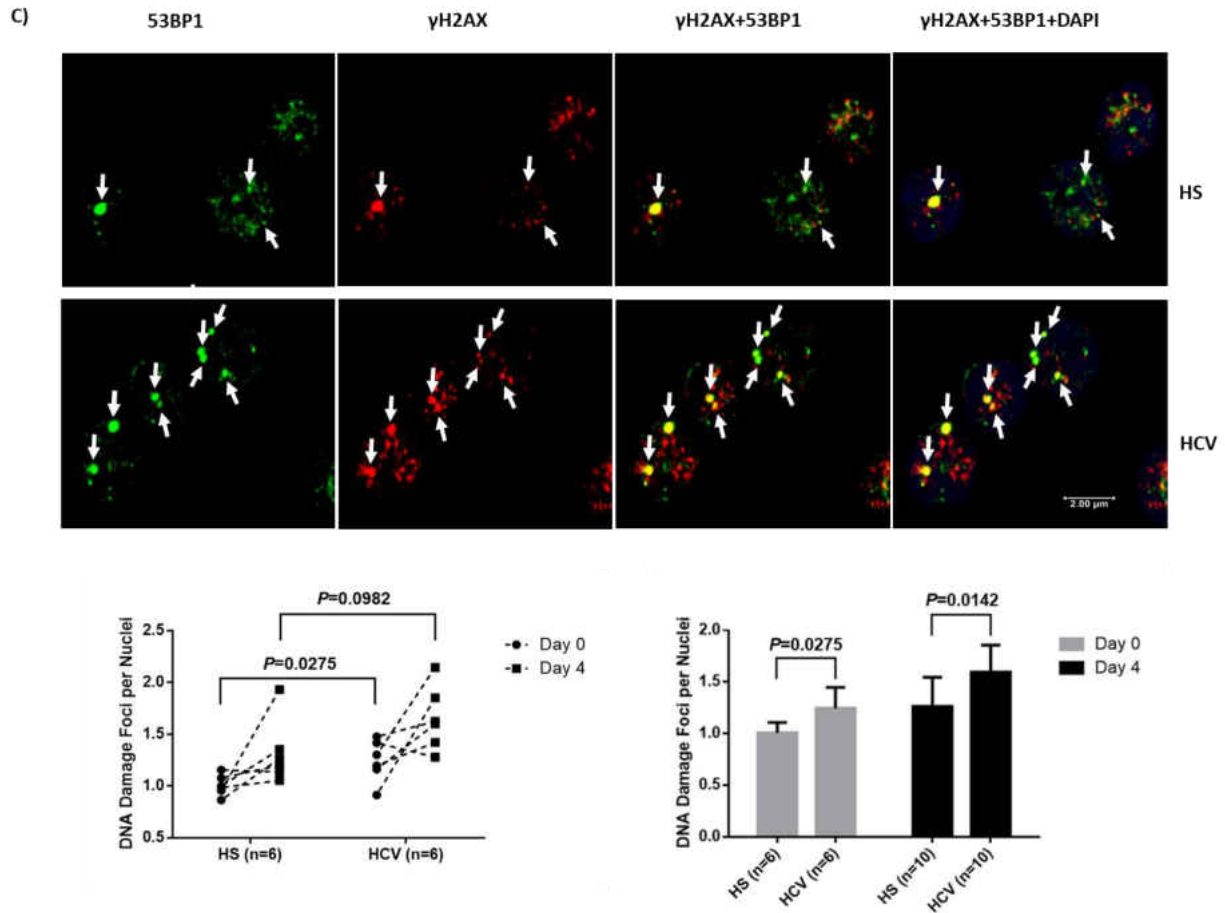 C)
53BP1
γH2AX
γH2AX+53BP1
γH2AX+53BP1+DAPI
HS
HCV
2.00 µm
DNA Damage Foci per Nuclei
2.5
2.0
1.5
1.0
0.5
P=0.0982
P=0.0275
HS (n=6)
HCV (n=6)
Day 0
Day 4
DNA Damage Foci per Nuclei
2.0
1.5
1.0
0.5
0.0
P=0.0275
P=0.0142
HS (n=6)
HCV (n=6)
HS (n=10)
HCV (n=10)
Day 0
Day 4